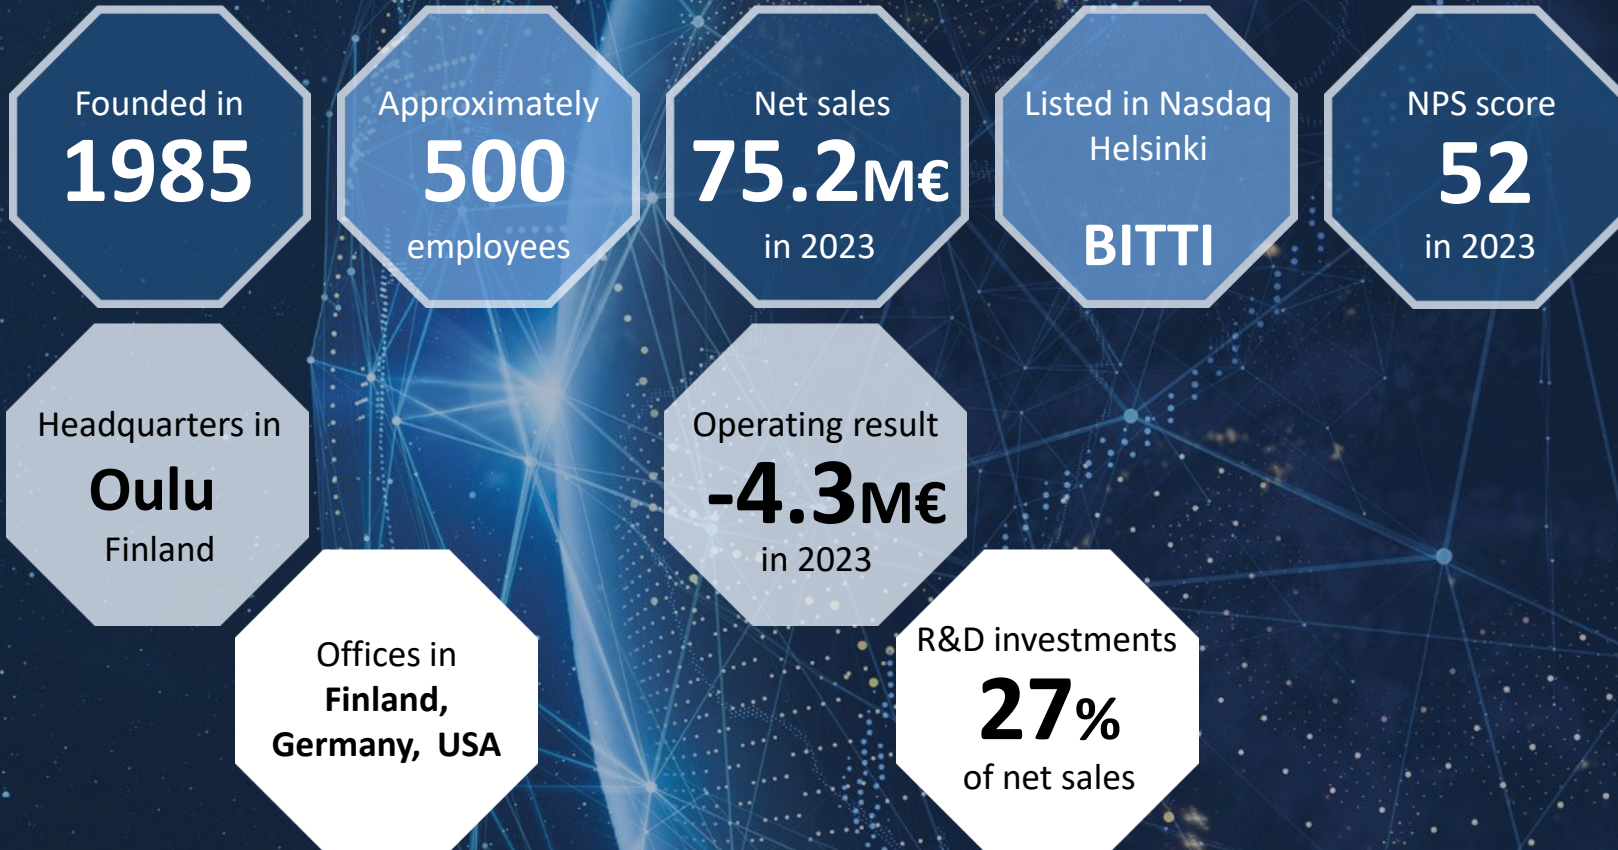 Founded in
1985
Approximately
500
employees
Net sales
75.2M€
in 2023
Listed in Nasdaq
Helsinki
BITTI
NPS score
52
in 2023
Headquarters in
Oulu
Finland
Operating result
-4.3M€
in 2023
Offices in
Finland,
Germany, USA
R&D investments
27%
of net sales